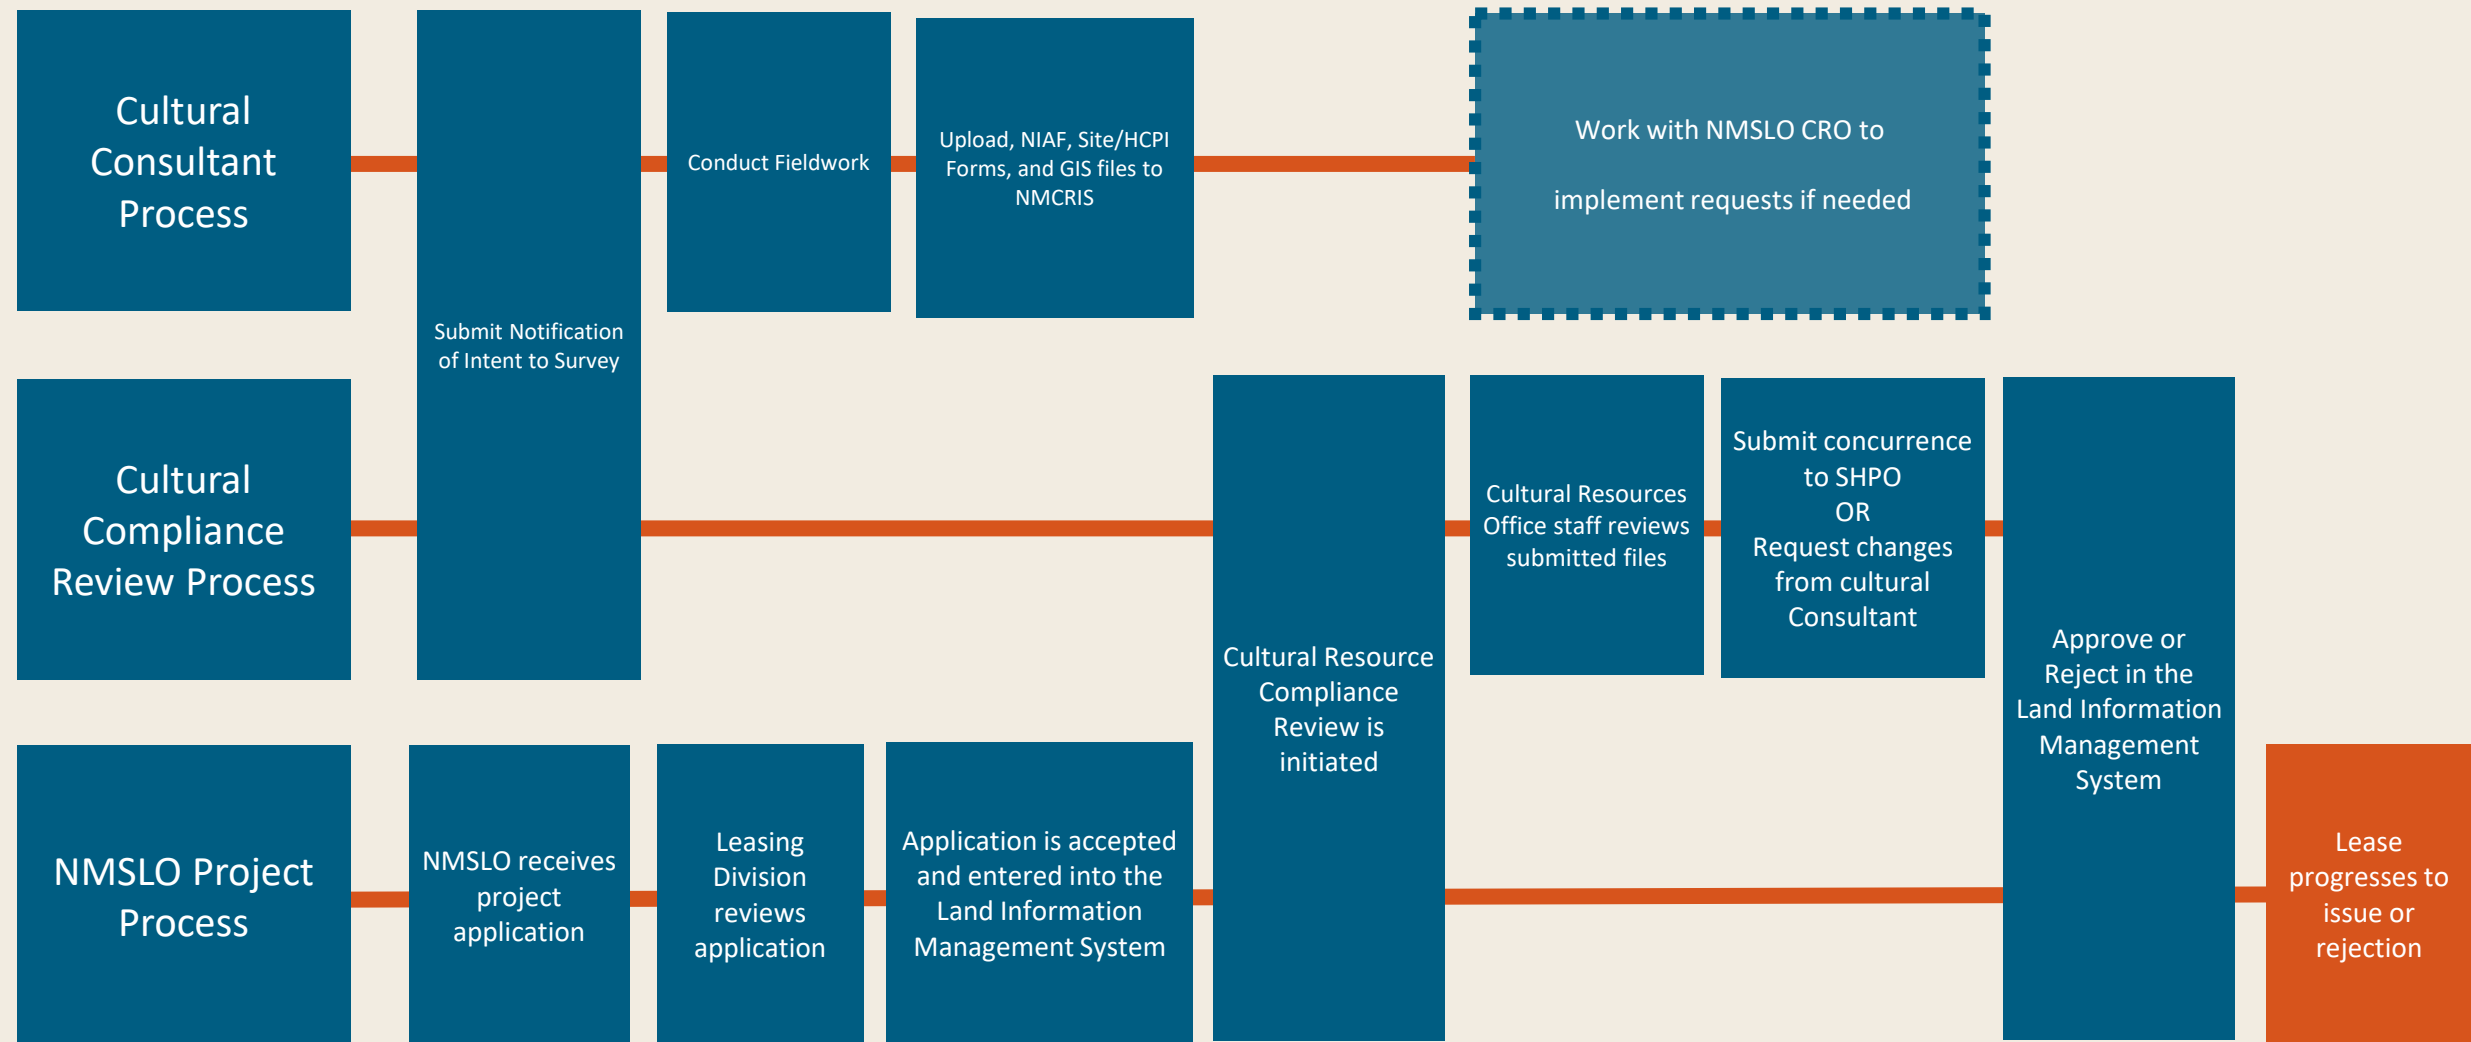 Cultural
Consultant
Process
Submit Notification
of Intent to Survey
Conduct Fieldwork
Upload, NIAF, Site/HCPI
Forms, and GIS files to
NMCRIS
Work with NMSLO CRO to
implement requests if needed
Cultural
Compliance
Review Process
Cultural Resource
Compliance
Review is
initiated
Cultural Resources
Office staff reviews
submitted files
Submit concurrence
to SHPO
OR
Request changes
from cultural
Consultant
Approve or
Reject in the
Land Information
Management
System
NMSLO Project
Process
NMSLO receives
project
application
Leasing
Division
reviews
application
Application is accepted
and entered into the
Land Information
Management System
Lease
progresses to
issue or
rejection